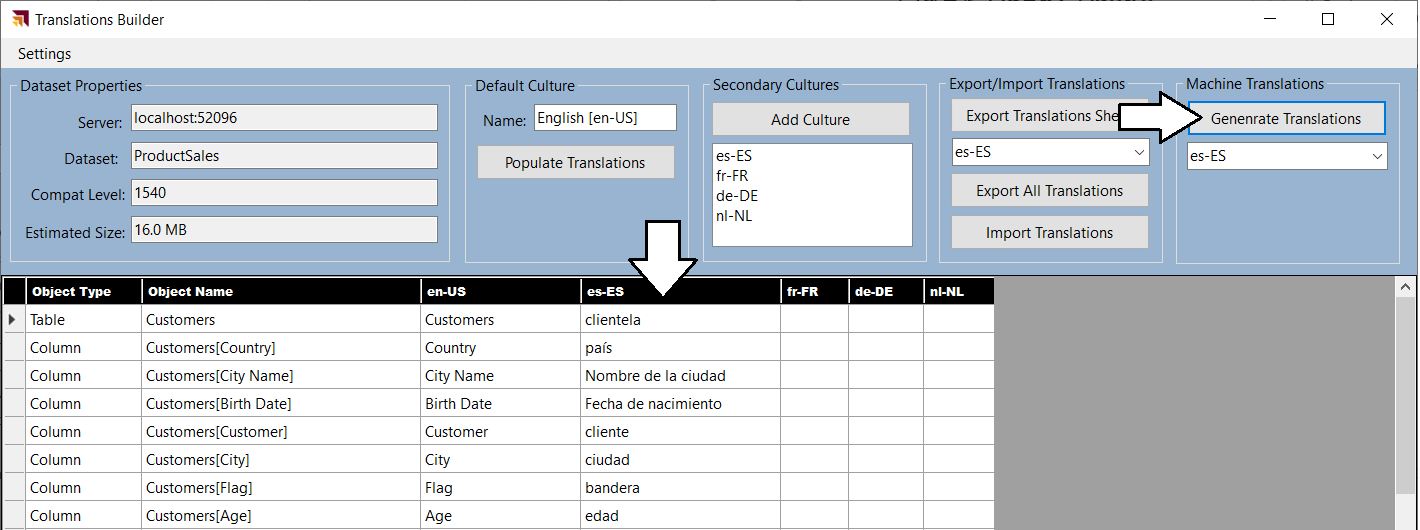 Translations Builder
Settings
Dataset Properties
Server: localhost:52096
Dataset: ProductSales
Compat Level: 1540
Estimated Size: 16.0 MB
Default Culture
Name: English [en-US]
Populate Translations
Secondary Cultures
Add Culture
es-ES
fr-FR
de-DE
nl-NL
Export/Import Translations
Export Translations She
es-ES
Export All Translations
Import Translations
Machine Translations
Genenrate Translations
es-ES
Object Type Object Name en-US es-ES fr-FR de-DE nl-NL
Table Customers Customers clientela
Column Customers[Country] Country país
Column Customers[City Name] City Name Nombre de la ciudad
Column Customers[Birth Date] Birth Date Fecha de nacimiento
Column Customers[Customer] Customer cliente
Column Customers[City] City ciudad
Column Customers[Flag] Flag bandera
Column Customers[Age] Age edad